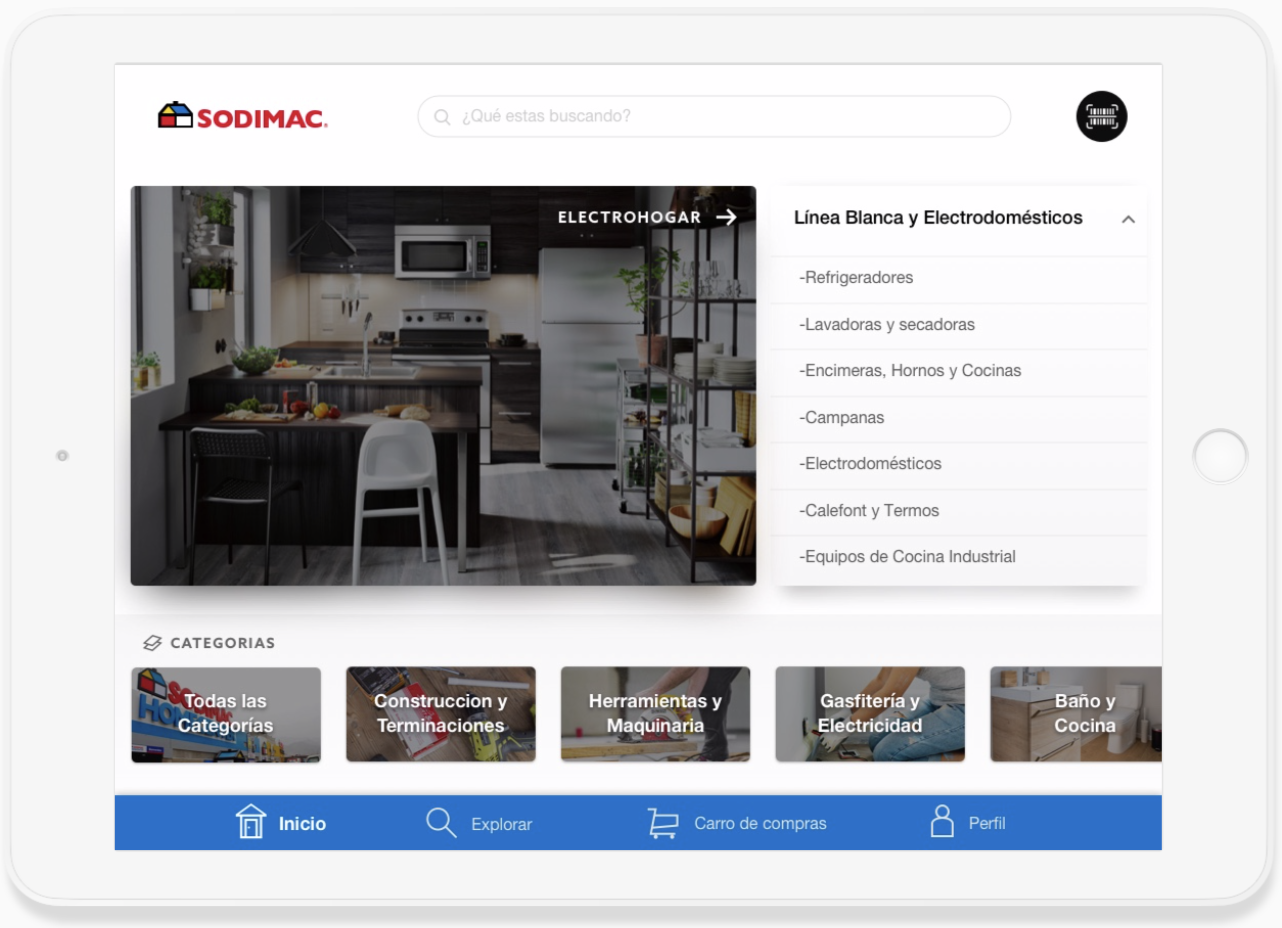 SODIMAC.
¿Qué estas buscando?
ELECTROHOGAR
Línea Blanca y Electrodomésticos
-Refrigeradores
-Lavadoras y secadoras
-Encimeras, Hornos y Cocinas
-Campanas
-Electrodomésticos
-Calefont y Termos
-Equipos de Cocina Industrial
CATEGORIAS
Todas las
Categorías
Construccion y
Terminaciones
Herramientas y
Maquinaria
Gasfitería y
Electricidad
Baño y
Cocina
Inicio
Explorar
Carro de compras
Perfil